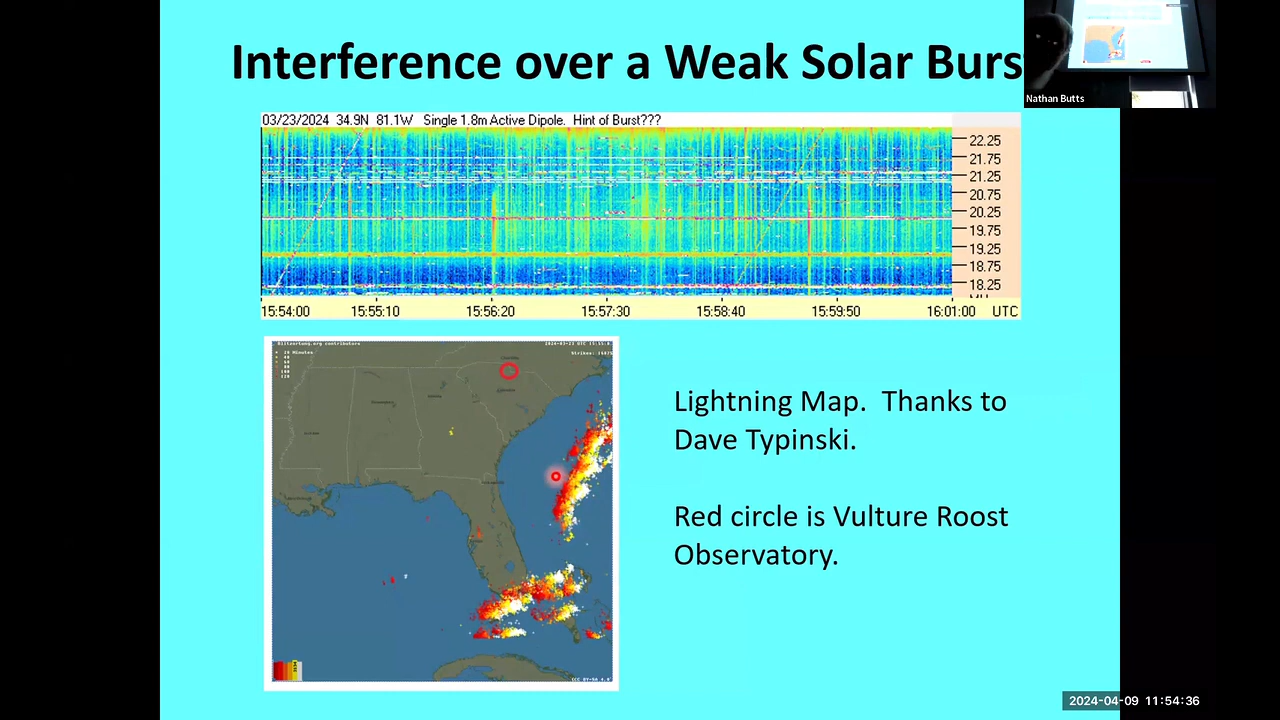 Interference over a Weak Solar Burs
Nathan Butts
03/23/2024 34.9N 81.1W Single 1.8m Active Dipole. Hint of Burst???
22.25
21.75
21.25
20.75
20.25
19.75
19.25
18.75
18.25
15:54:00 15:55:10 15:56:20 15:57:30 15:58:40 15:59:50 16:01:00 UTC
Lightning Map. Thanks to
Dave Typinski.
Red circle is Vulture Roost
Observatory.
2024-04-09 11:54:36